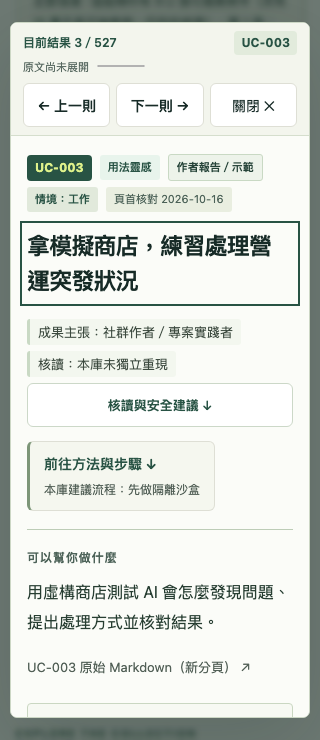 目前結果 3 / 527
UC-003
原文尚未展開
← 上一則
下一則 →
關閉 ✕
UC-003
用法靈感
作者報告 / 示範
情境：工作
頁首核對 2026-10-16
拿模擬商店，練習處理營
運突發狀況
成果主張：社群作者 / 專案實踐者
核讀：本庫未獨立重現
核讀與安全建議 ↓
前往方法與步驟 ↓
本庫建議流程：先做隔離沙盒
可以幫你做什麼
用虛構商店測試 AI 會怎麼發現問題、
提出處理方式並核對結果。
UC-003 原始 Markdown（新分頁） ↗